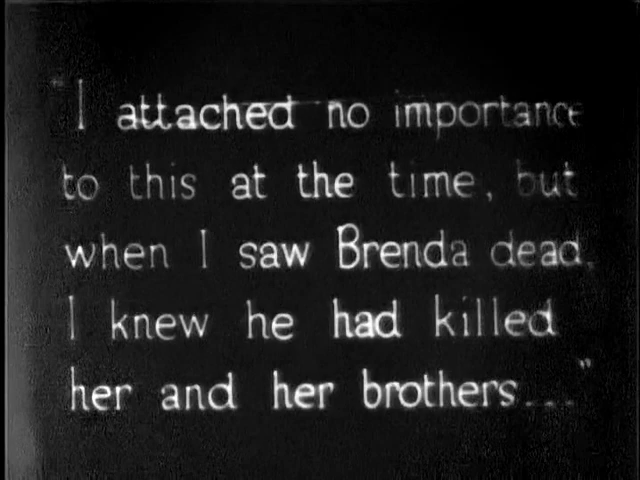 "I attached no importance
to this at the time, but
when I saw Brenda dead,
I knew he had killed
her and her brothers...."